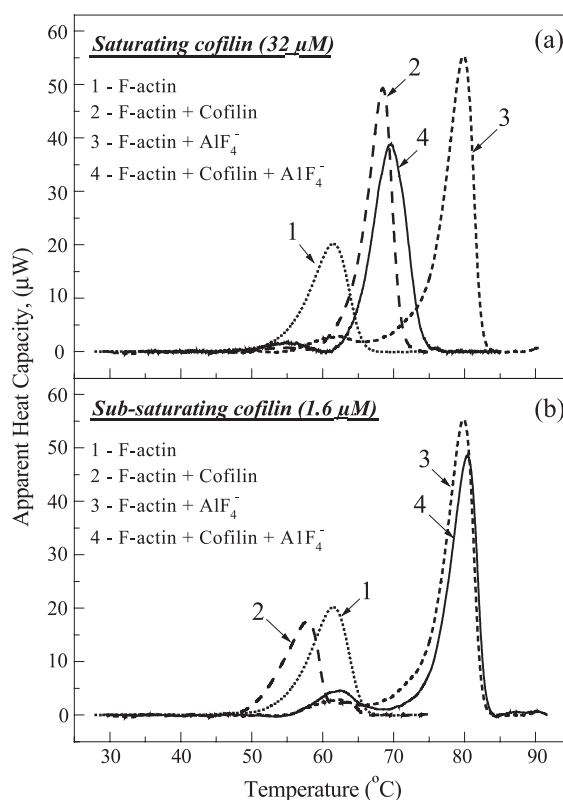 Saturating cofilin (32 μM)
(a)
1 - F-actin
2 - F-actin + Cofilin
3 - F-actin + AlF₄⁻
4 - F-actin + Cofilin + A1F₄⁻
1
2
3
4
60
50
40
30
20
10
0
Apparent Heat Capacity, (μW)
Sub-saturating cofilin (1.6 μM)
(b)
1 - F-actin
2 - F-actin + Cofilin
3 - F-actin + AlF₄⁻
4 - F-actin + Cofilin + A1F₄⁻
1
2
3
4
60
50
40
30
20
10
0
30 40 50 60 70 80 90
Temperature (°C)